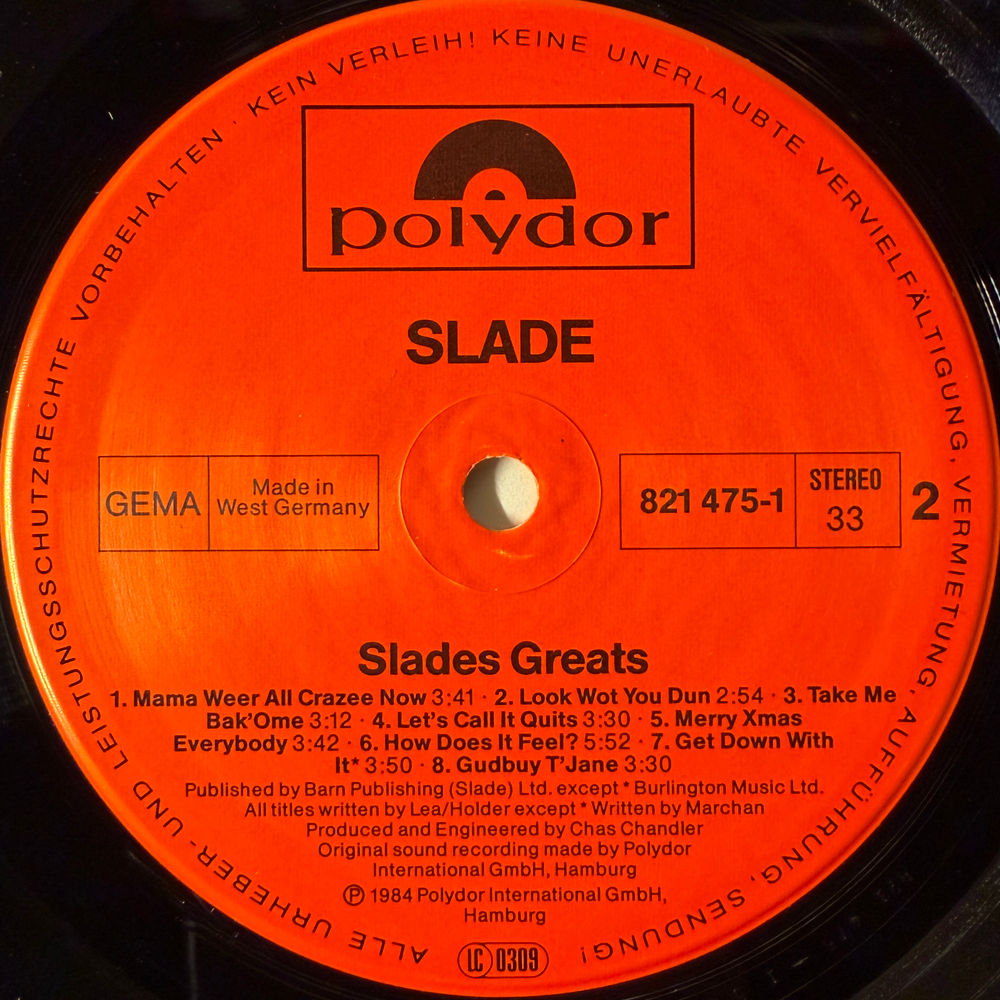 ALLE URHEBER- UND LEISTUNGSSCHUTZRECHTE VORBEHALTEN · KEIN VERLEIH! KEINE UNERLAUBTE VERVIELFÄLTIGUNG, VERMIETUNG, AUFFÜHRUNG, SENDUNG!
polydor
SLADE
GEMA
Made in
West Germany
821 475-1
STEREO
33
2
Slades Greats
1. Mama Weer All Crazee Now 3:41 · 2. Look Wot You Dun 2:54 · 3. Take Me
Bak'Ome 3:12 · 4. Let's Call It Quits 3:30 · 5. Merry Xmas
Everybody 3:42 · 6. How Does It Feel? 5:52 · 7. Get Down With
It* 3:50 · 8. Gudbuy T'Jane 3:30
Published by Barn Publishing (Slade) Ltd. except * Burlington Music Ltd.
All titles written by Lea/Holder except * Written by Marchan
Produced and Engineered by Chas Chandler
Original sound recording made by Polydor
International GmbH, Hamburg
℗ 1984 Polydor International GmbH,
Hamburg
LC 0309